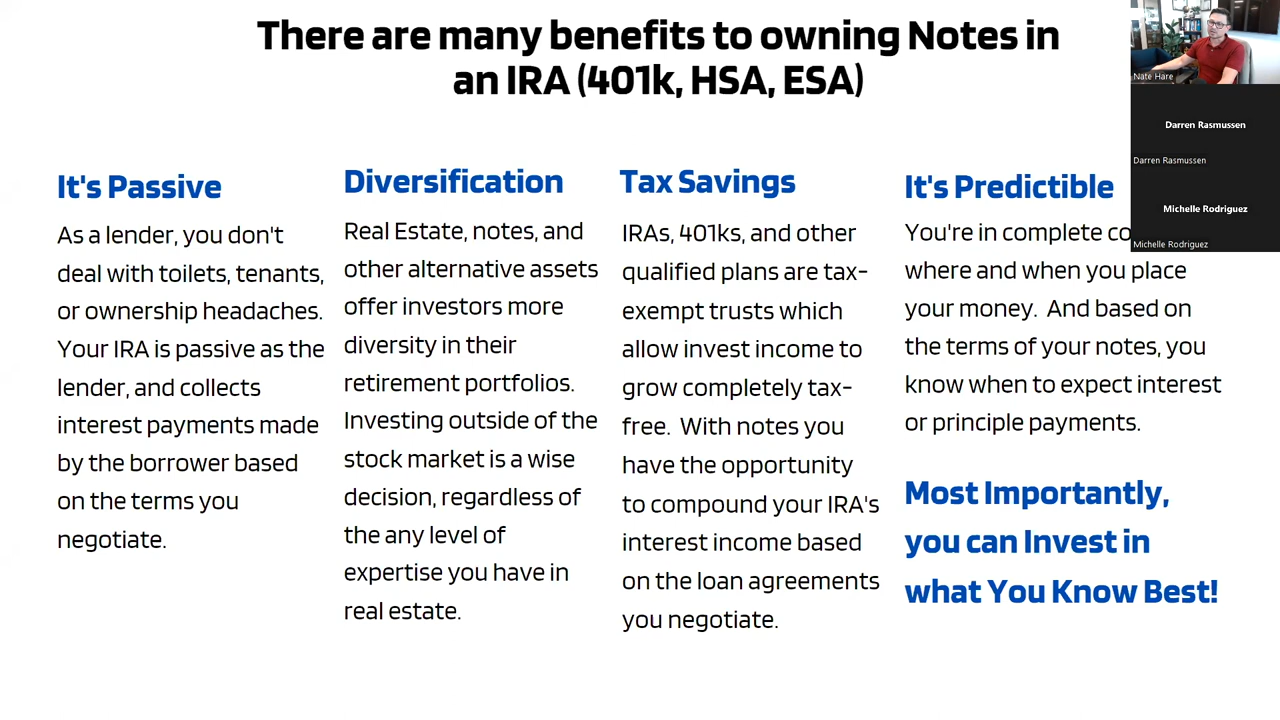 There are many benefits to owning Notes in
an IRA (401k, HSA, ESA)
It's Passive
As a lender, you don't
deal with toilets, tenants,
or ownership headaches.
Your IRA is passive as the
lender, and collects
interest payments made
by the borrower based
on the terms you
negotiate.
Diversification
Real Estate, notes, and
other alternative assets
offer investors more
diversity in their
retirement portfolios.
Investing outside of the
stock market is a wise
decision, regardless of
the any level of
expertise you have in
real estate.
Tax Savings
IRAs, 401ks, and other
qualified plans are tax-
exempt trusts which
allow invest income to
grow completely tax-
free. With notes you
have the opportunity
to compound your IRA's
interest income based
on the loan agreements
you negotiate.
It's Predictible
You're in complete
where and when you place
your money. And based on
the terms of your notes, you
know when to expect interest
or principle payments.
Most Importantly,
you can Invest in
what You Know Best!
Nate Hare
Darren Rasmussen
Darren Rasmussen
Michelle Rodriguez
Michelle Rodriguez